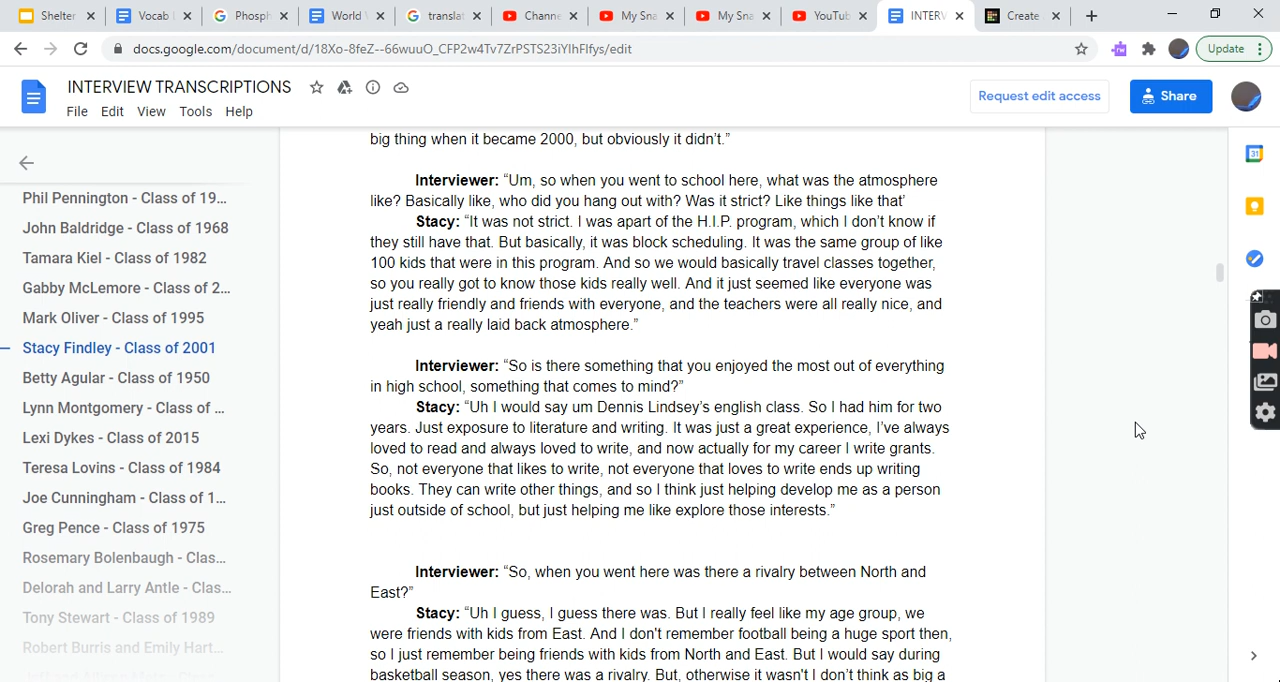 Shelter
Vocab
Phosph
World
translat
Channe
My Sna
My Sna
YouTub
INTERV
Create
docs.google.com/document/d/18Xo-8feZ--66wuuO_CFP2w4Tv7ZrPSTS23iYlhFlfys/edit
Update
INTERVIEW TRANSCRIPTIONS
File Edit View Tools Help
Request edit access
Share
31
Phil Pennington - Class of 19...
John Baldridge - Class of 1968
Tamara Kiel - Class of 1982
Gabby McLemore - Class of 2...
Mark Oliver - Class of 1995
Stacy Findley - Class of 2001
Betty Agular - Class of 1950
Lynn Montgomery - Class of ...
Lexi Dykes - Class of 2015
Teresa Lovins - Class of 1984
Joe Cunningham - Class of 1...
Greg Pence - Class of 1975
Rosemary Bolenbaugh - Clas...
Delorah and Larry Antle - Clas...
Tony Stewart - Class of 1989
Robert Burris and Emily Hart...
big thing when it became 2000, but obviously it didn't.”
Interviewer: “Um, so when you went to school here, what was the atmosphere
like? Basically like, who did you hang out with? Was it strict? Like things like that’
Stacy: “It was not strict. I was apart of the H.I.P. program, which I don’t know if
they still have that. But basically, it was block scheduling. It was the same group of like
100 kids that were in this program. And so we would basically travel classes together,
so you really got to know those kids really well. And it just seemed like everyone was
just really friendly and friends with everyone, and the teachers were all really nice, and
yeah just a really laid back atmosphere.”
Interviewer: “So is there something that you enjoyed the most out of everything
in high school, something that comes to mind?”
Stacy: “Uh I would say um Dennis Lindsey’s english class. So I had him for two
years. Just exposure to literature and writing. It was just a great experience, I’ve always
loved to read and always loved to write, and now actually for my career I write grants.
So, not everyone that likes to write, not everyone that loves to write ends up writing
books. They can write other things, and so I think just helping develop me as a person
just outside of school, but just helping me like explore those interests.”
Interviewer: “So, when you went here was there a rivalry between North and
East?”
Stacy: “Uh I guess, I guess there was. But I really feel like my age group, we
were friends with kids from East. And I don't remember football being a huge sport then,
so I just remember being friends with kids from North and East. But I would say during
basketball season, yes there was a rivalry. But, otherwise it wasn't I don’t think as big a